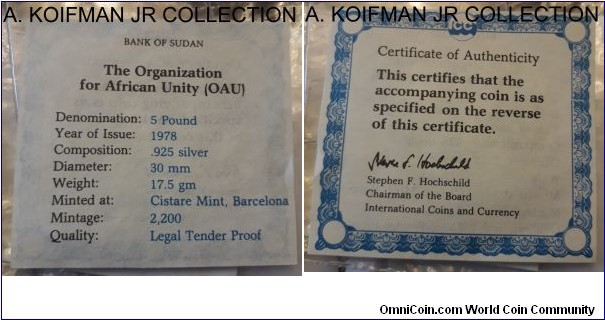 A. KOIFMAN JR COLLECTION
BANK OF SUDAN
The Organization
for African Unity (OAU)
Denomination: 5 Pound
Year of Issue: 1978
Composition: .925 silver
Diameter: 30 mm
Weight: 17.5 gm
Minted at: Cistare Mint, Barcelona
Mintage: 2,200
Quality: Legal Tender Proof
A. KOIFMAN JR COLLECTION
ICC
Certificate of Authenticity
This certifies that the
accompanying coin is as
specified on the reverse
of this certificate.
Stephen F. Hochschild
Chairman of the Board
International Coins and Currency
OmniCoin.com World Coin Community